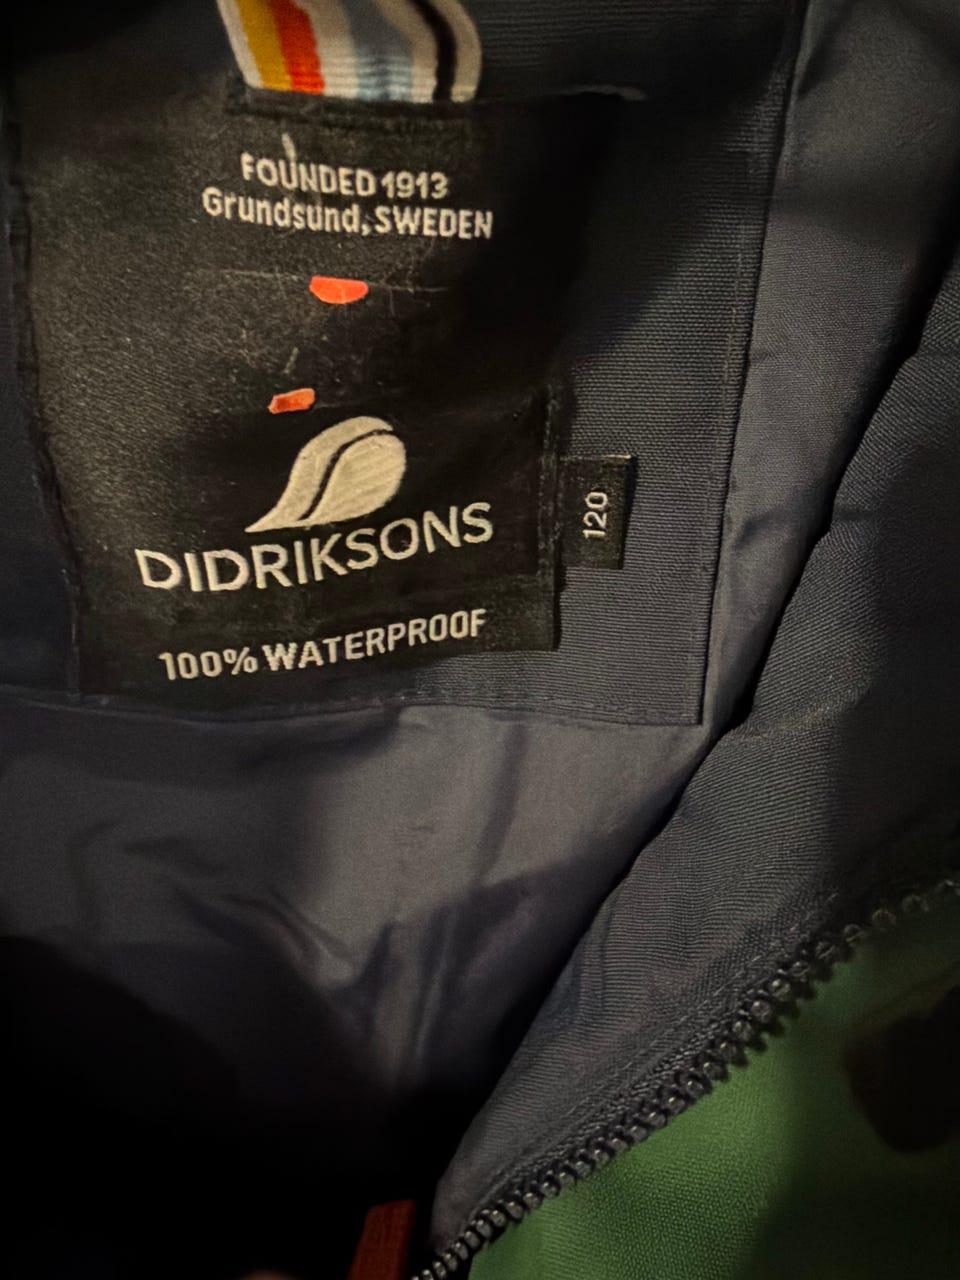 FOUNDED 1913
Grundsund, SWEDEN
DIDRIKSONS
120
100% WATERPROOF